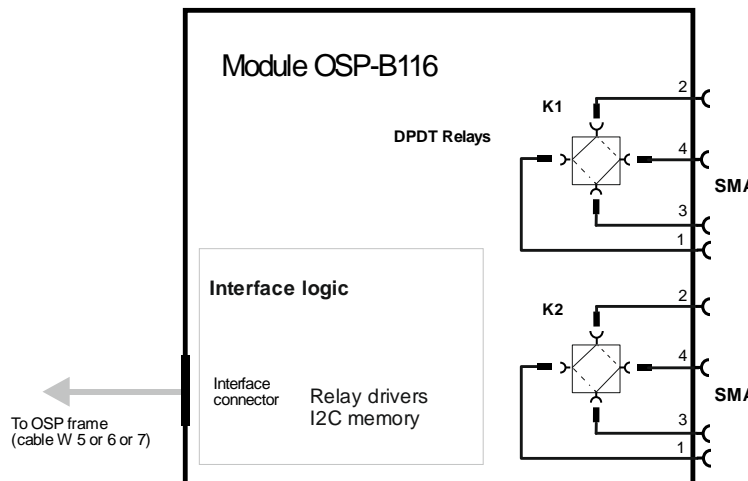 Module OSP-B116
2
K1
DPDT Relays
4
SMA
3
1
Interface logic
2
K2
4
Interface
connector
Relay drivers
I2C memory
SMA
To OSP frame
(cable W 5 or 6 or 7)
3
1